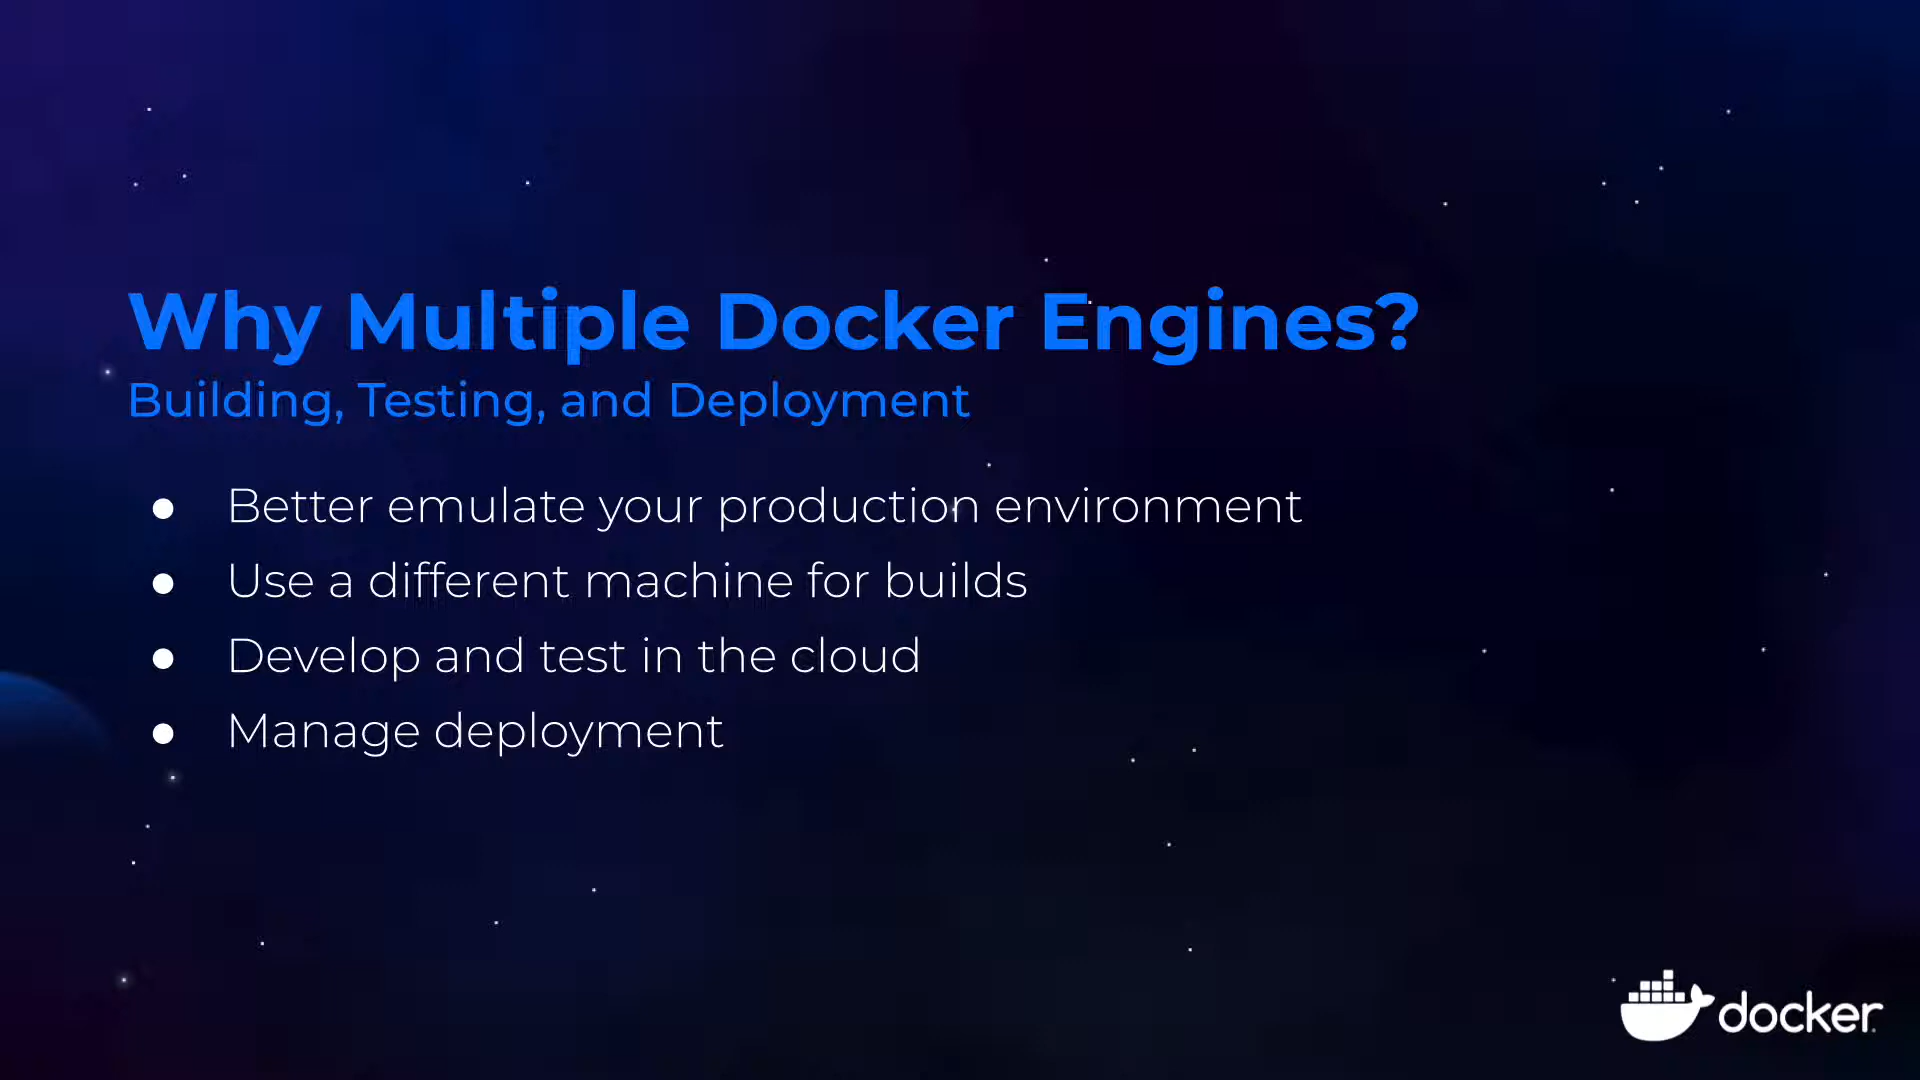 Why Multiple Docker Engines?
Building, Testing, and Deployment
● Better emulate your production environment
● Use a different machine for builds
● Develop and test in the cloud
● Manage deployment
docker